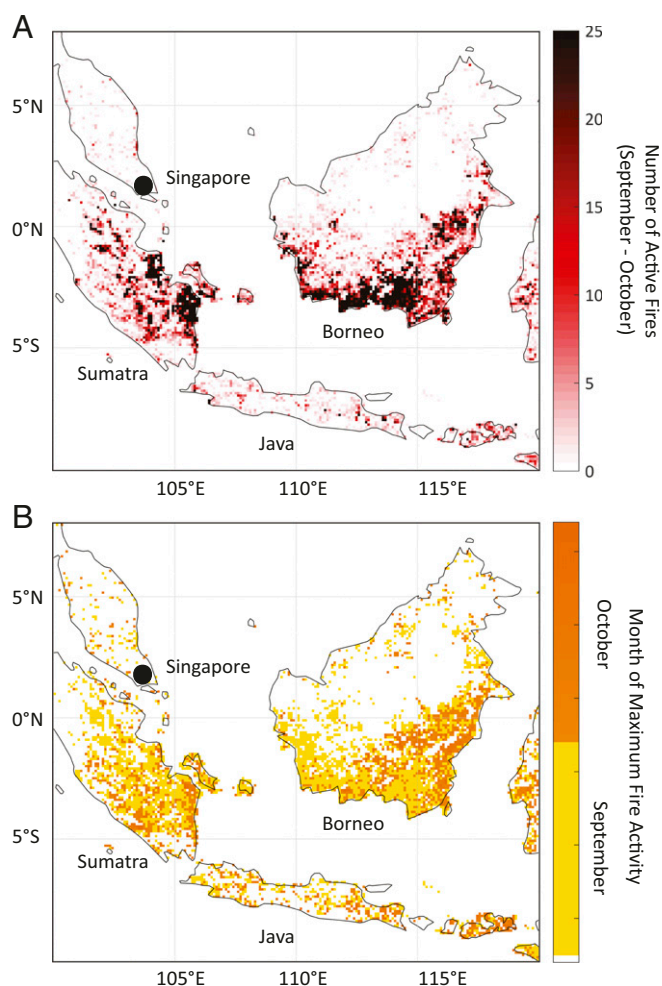 A
5°N
0°N
5°S
Singapore
Borneo
Sumatra
Java
105°E
110°E
115°E
25
20
15
10
5
0
Number of Active Fires
(September - October)
B
5°N
0°N
5°S
Singapore
Borneo
Sumatra
Java
105°E
110°E
115°E
October
September
Month of Maximum Fire Activity